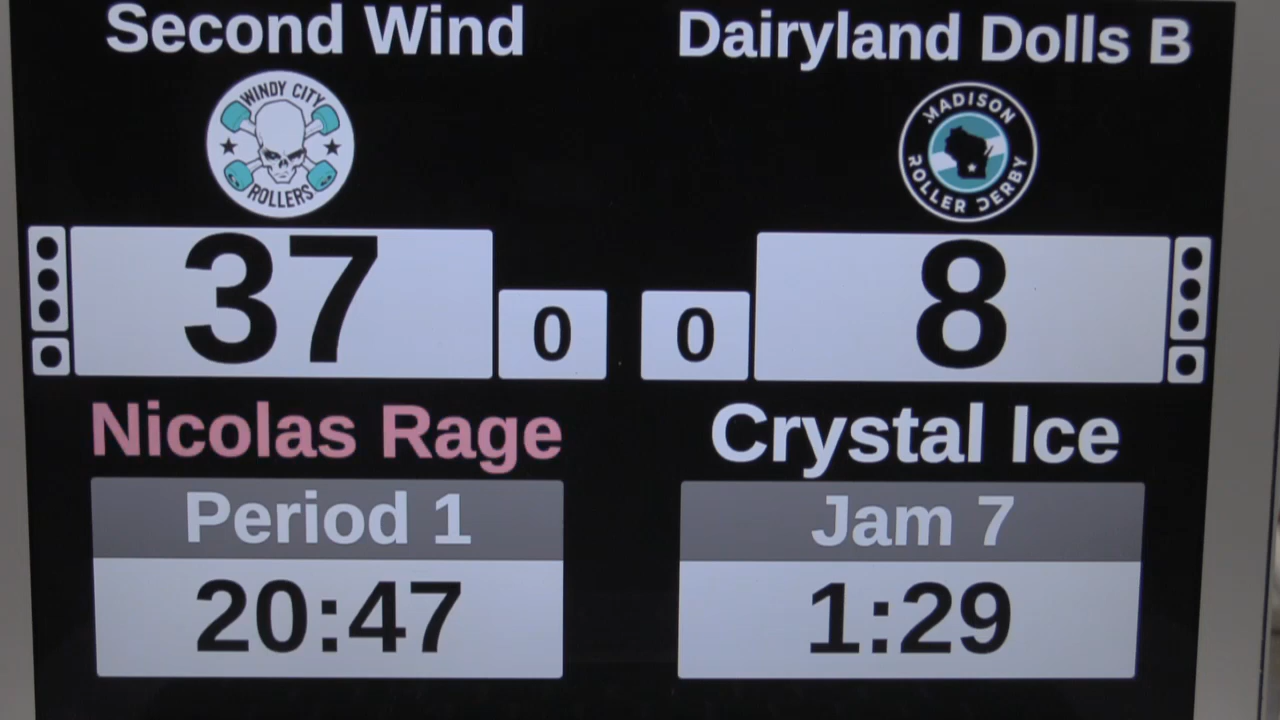 Second Wind
Dairyland Dolls B
WINDY CITY
ROLLERS
MADISON
ROLLER DERBY
37
0
0
8
Nicolas Rage
Crystal Ice
Period 1
Jam 7
20:47
1:29